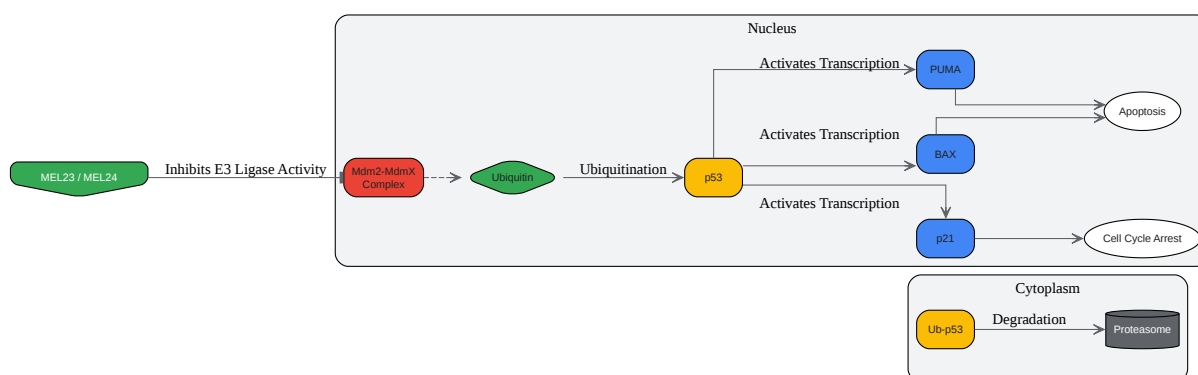 Nucleus
Activates Transcription
PUMA
Apoptosis
Activates Transcription
BAX
MEL23 / MEL24
Inhibits E3 Ligase Activity
Mdm2-MdmX
Complex
Ubiquitin
Ubiquitination
p53
Activates Transcription
p21
Cell Cycle Arrest
Cytoplasm
Ub-p53
Degradation
Proteasome